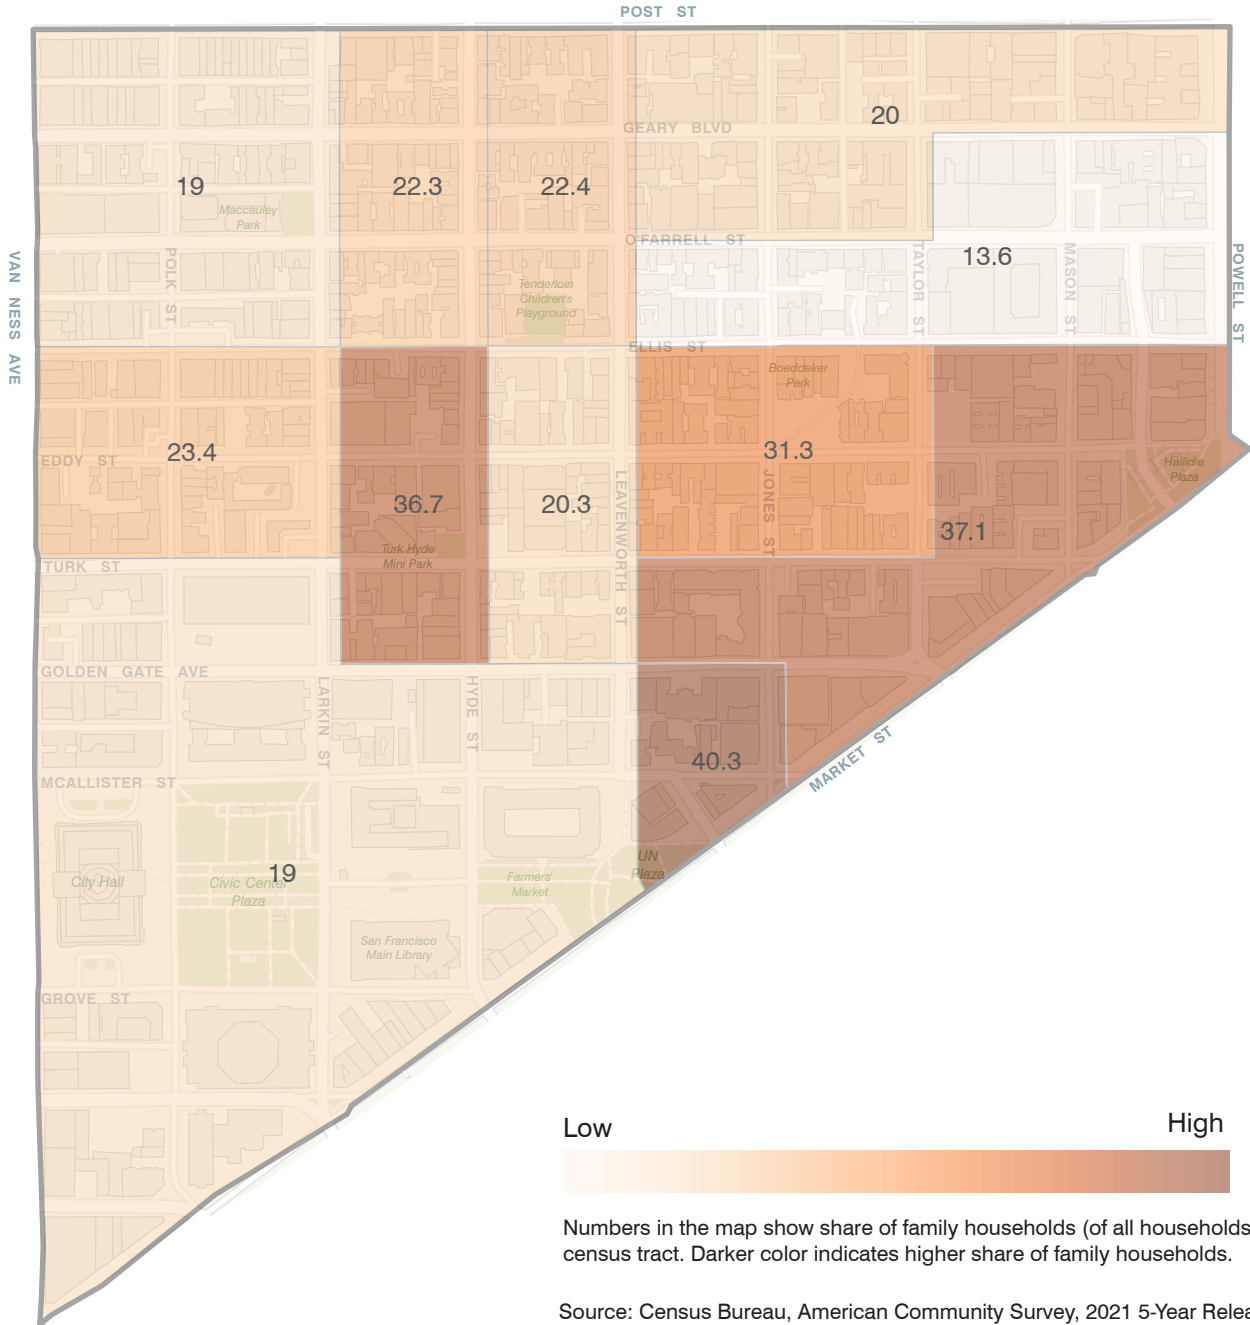 POST ST
GEARY BLVD
20
19
22.3
22.4
Maccauley
Park
O'FARRELL ST
13.6
VAN NESS AVE
POLK ST
TAYLOR ST
MASON ST
POWELL ST
Tenderloin
Children's
Playground
ELLIS ST
Boeddeker
Park
23.4
EDDY ST
31.3
Hallidie
Plaza
36.7
20.3
LEAVENWORTH ST
JONES ST
37.1
Turk Hyde
Mini Park
TURK ST
GOLDEN GATE AVE
LARKIN ST
HYDE ST
40.3
MARKET ST
MCALLISTER ST
UN
Plaza
City Hall
19
Civic Center
Plaza
Farmers'
Market
San Francisco
Main Library
GROVE ST
Low
High
Numbers in the map show share of family households (of all households
census tract. Darker color indicates higher share of family households.
Source: Census Bureau, American Community Survey, 2021 5-Year Relea